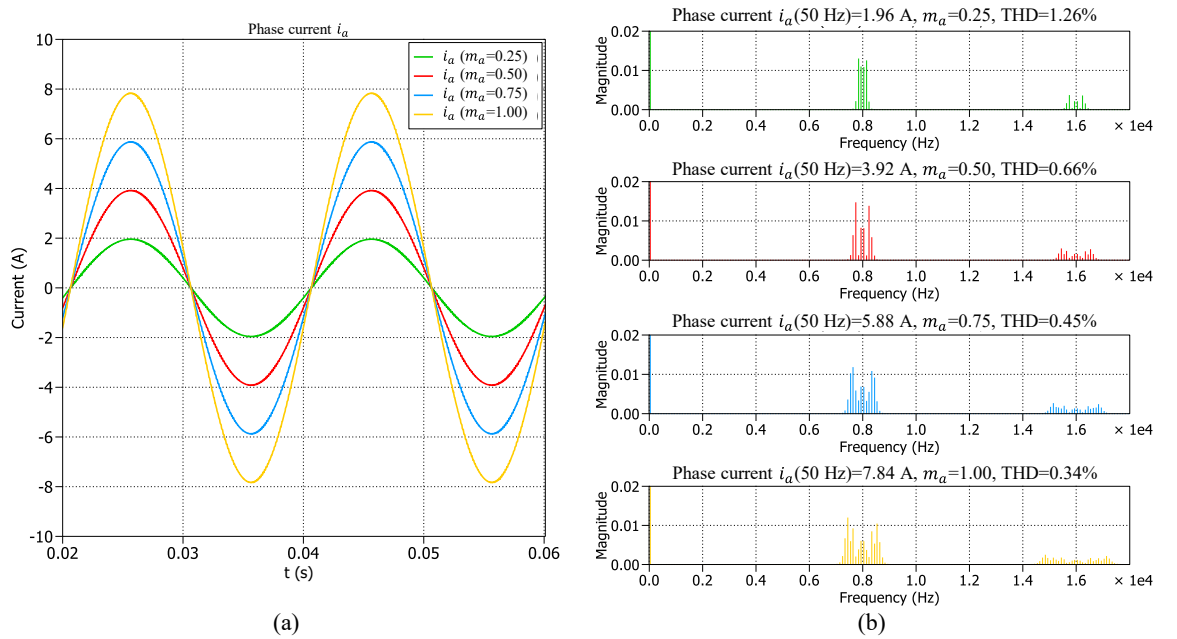 Phase current i_a
10
8
6
4
2
0
-2
-4
-6
-8
-10
Current (A)
i_a (m_a=0.25)
i_a (m_a=0.50)
i_a (m_a=0.75)
i_a (m_a=1.00)
0.02 0.03 0.04 0.05 0.06
t (s)
(a)
Phase current i_a(50 Hz)=1.96 A, m_a=0.25, THD=1.26%
0.02
0.01
0.00
Magnitude
0.0 0.2 0.4 0.6 0.8 1.0 1.2 1.4 1.6 × 1e4
Frequency (Hz)
Phase current i_a(50 Hz)=3.92 A, m_a=0.50, THD=0.66%
0.02
0.01
0.00
Magnitude
0.0 0.2 0.4 0.6 0.8 1.0 1.2 1.4 1.6 × 1e4
Frequency (Hz)
Phase current i_a(50 Hz)=5.88 A, m_a=0.75, THD=0.45%
0.02
0.01
0.00
Magnitude
0.0 0.2 0.4 0.6 0.8 1.0 1.2 1.4 1.6 × 1e4
Frequency (Hz)
Phase current i_a(50 Hz)=7.84 A, m_a=1.00, THD=0.34%
0.02
0.01
0.00
Magnitude
0.0 0.2 0.4 0.6 0.8 1.0 1.2 1.4 1.6 × 1e4
Frequency (Hz)
(b)